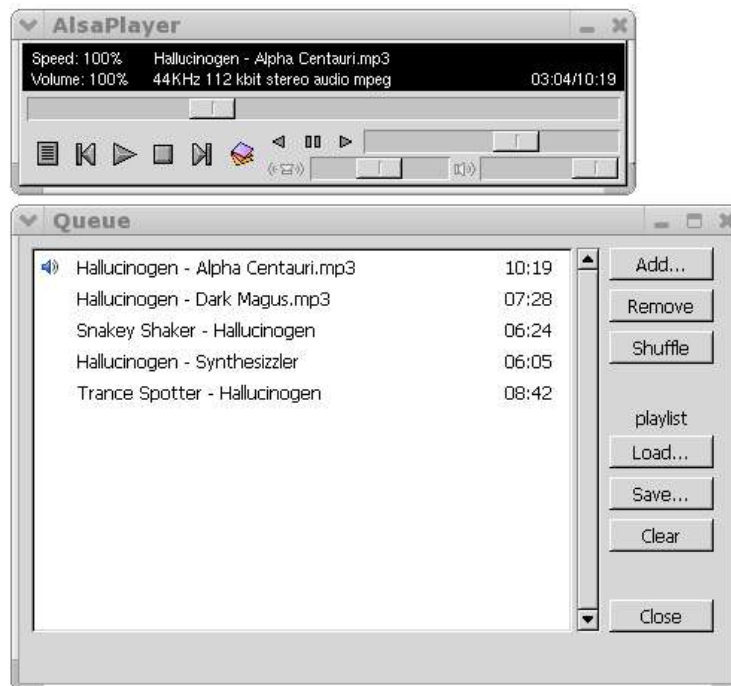 AlsaPlayer
Speed: 100% Hallucinogen - Alpha Centauri.mp3
Volume: 100% 44KHz 112 kbit stereo audio mpeg 03:04/10:19
Queue
Hallucinogen - Alpha Centauri.mp3 10:19
Hallucinogen - Dark Magus.mp3 07:28
Snakey Shaker - Hallucinogen 06:24
Hallucinogen - Synthesizzler 06:05
Trance Spotter - Hallucinogen 08:42
Add...
Remove
Shuffle
playlist
Load...
Save...
Clear
Close